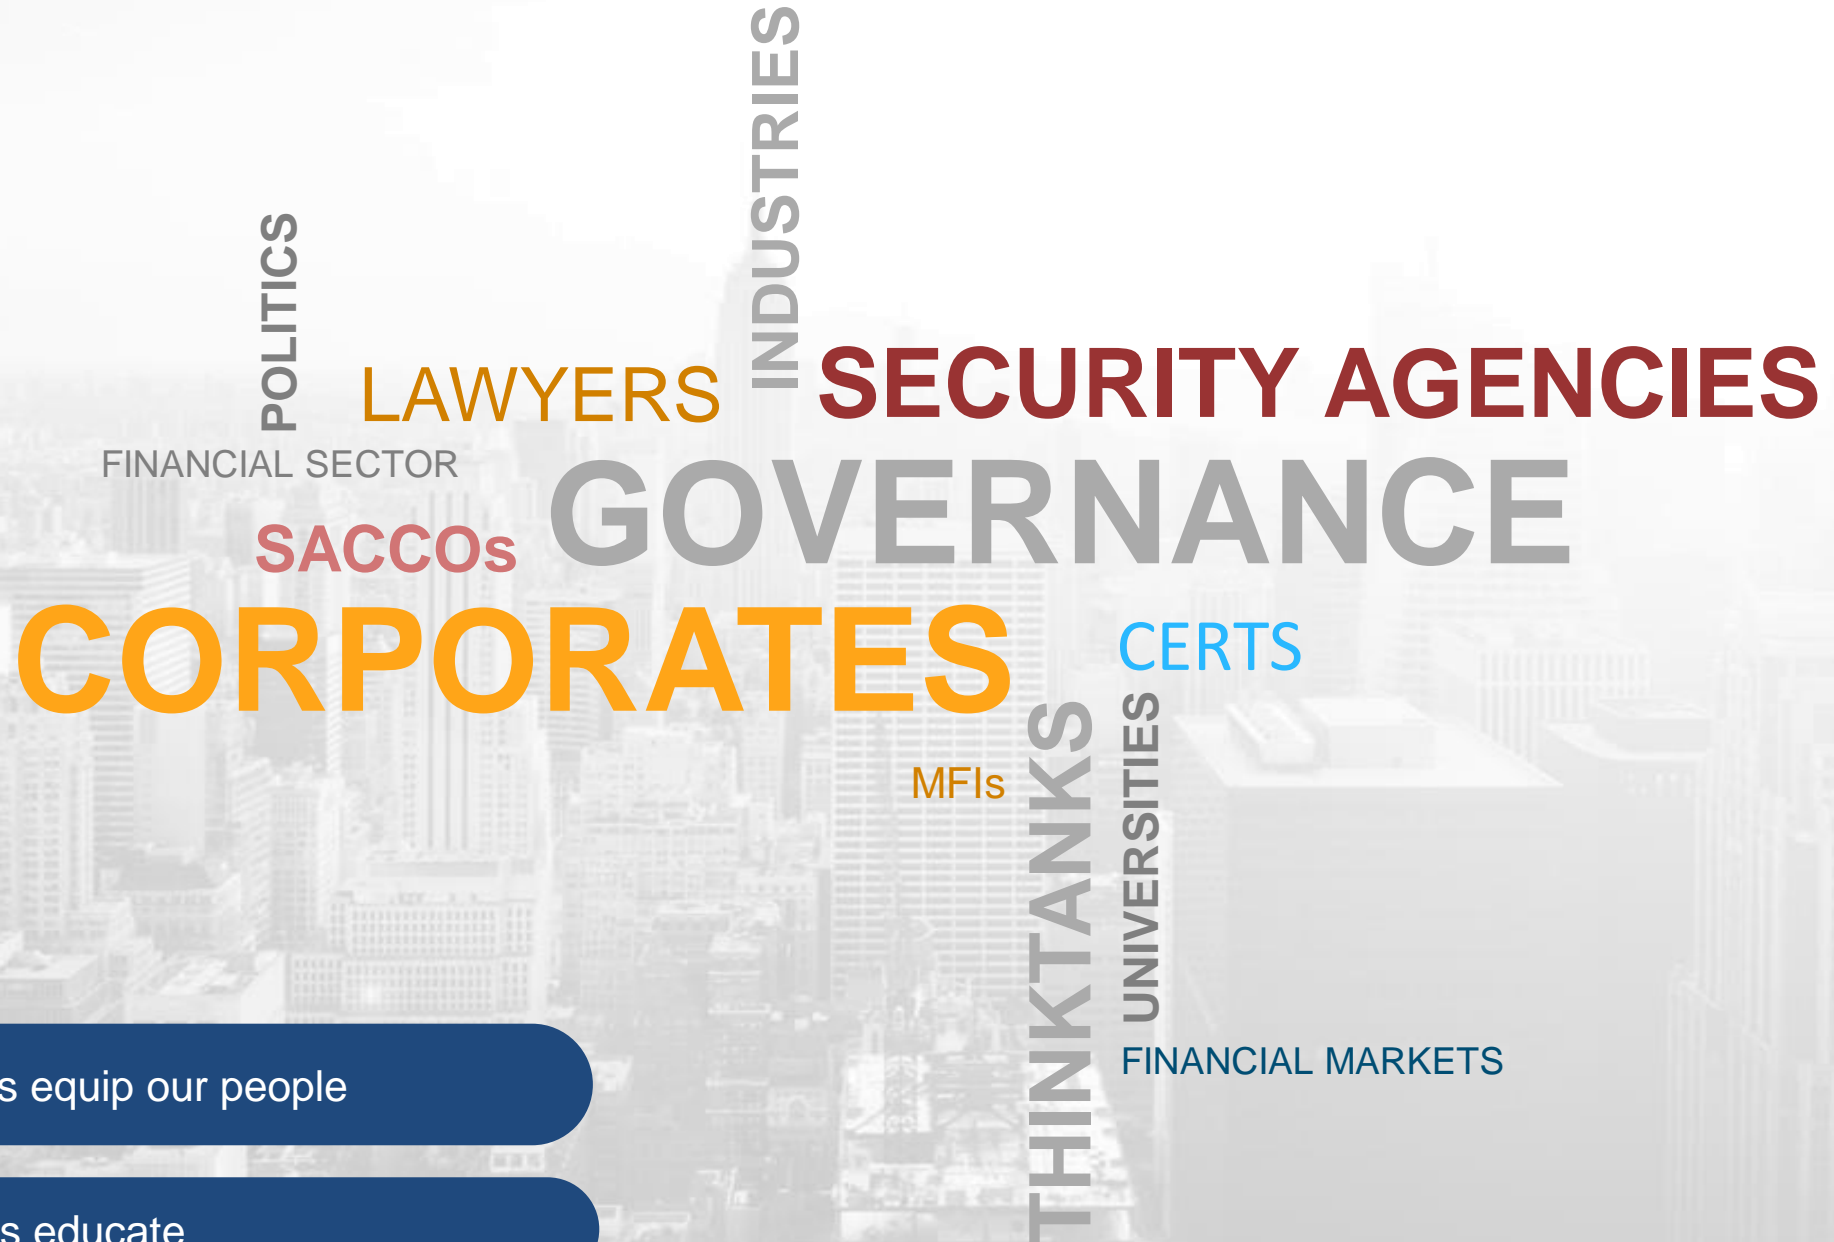 INDUSTRIES
POLITICS
LAWYERS
SECURITY AGENCIES
FINANCIAL SECTOR
GOVERNANCE
SACCOs
CORPORATES
CERTS
MFIs
THINKTANKS
UNIVERSITIES
FINANCIAL MARKETS
s equip our people
s educate